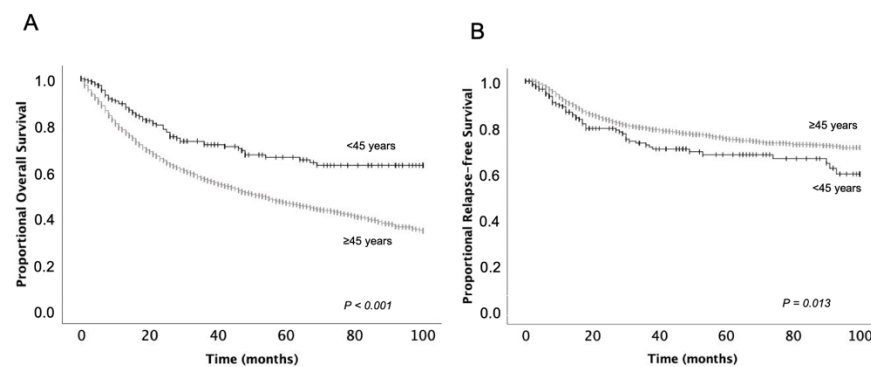 A
Proportional Overall Survival
1.0
0.8
0.6
0.4
0.2
0.0
<45 years
≥45 years
P < 0.001
0 20 40 60 80 100
Time (months)
B
Proportional Relapse-free Survival
1.0
0.8
0.6
0.4
0.2
0.0
≥45 years
<45 years
P = 0.013
0 20 40 60 80 100
Time (months)